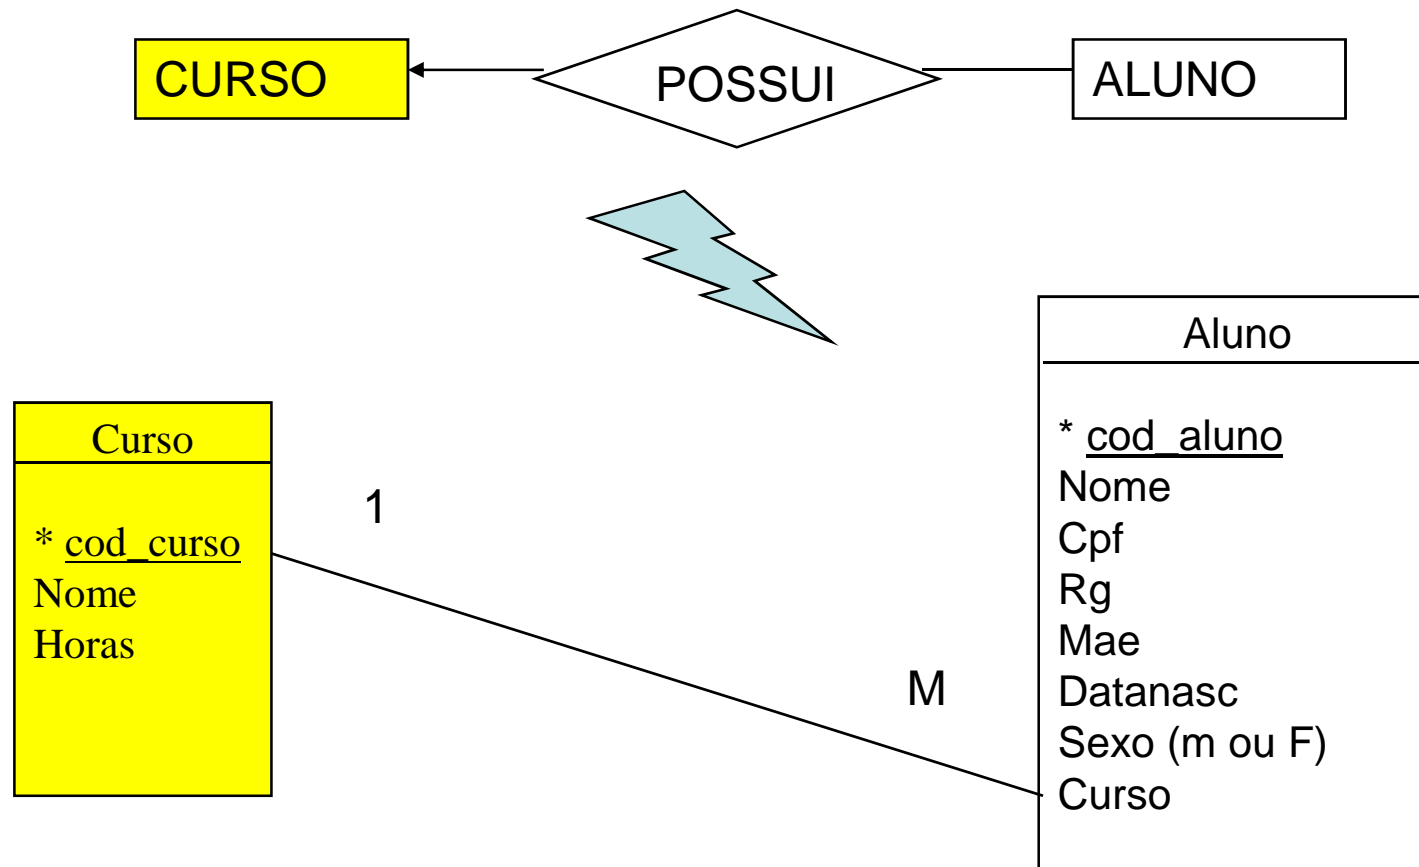 CURSO
POSSUI
ALUNO
Aluno
* cod_aluno
Nome
Cpf
Rg
Mae
Datanasc
Sexo (m ou F)
Curso
Curso
* cod_curso
Nome
Horas
1
M